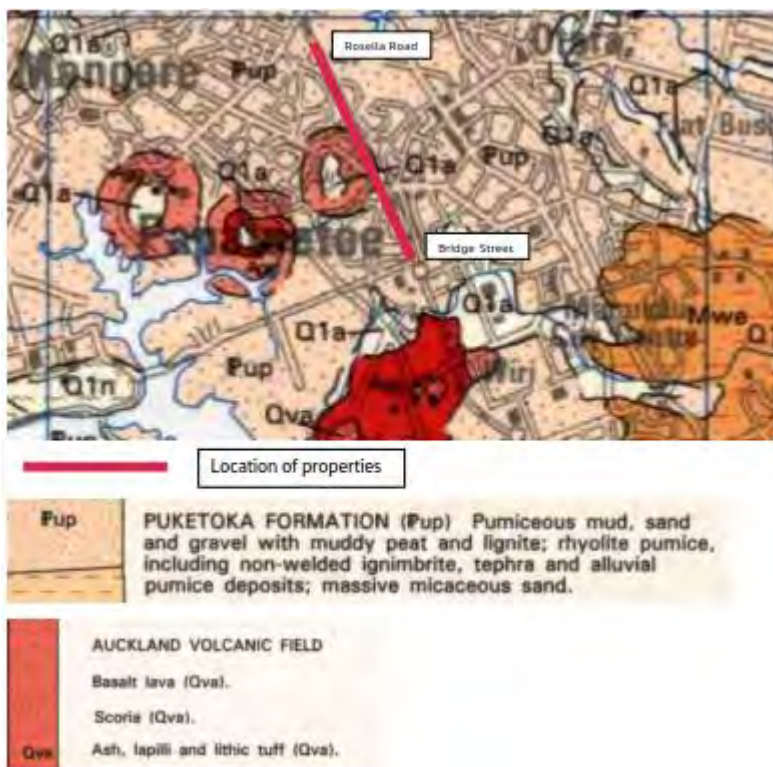 Q1a
Rosella Road
Otara
Mangere
Pup
Q1a
Q1a
Q1a
Q1a
Pup
Q1a
Q1a
Bridge Street
Q1a
Q1a
Mwe
Pup
Wiri
Q1n
Qva
Pup
Location of properties
Pup
PUKETOKA FORMATION (Pup) Pumiceous mud, sand
and gravel with muddy peat and lignite; rhyolite pumice,
including non-welded ignimbrite, tephra and alluvial
pumice deposits; massive micaceous sand.
AUCKLAND VOLCANIC FIELD
Basalt lava (Qva).
Scoria (Qva).
Qva
Ash, lapilli and lithic tuff (Qva).